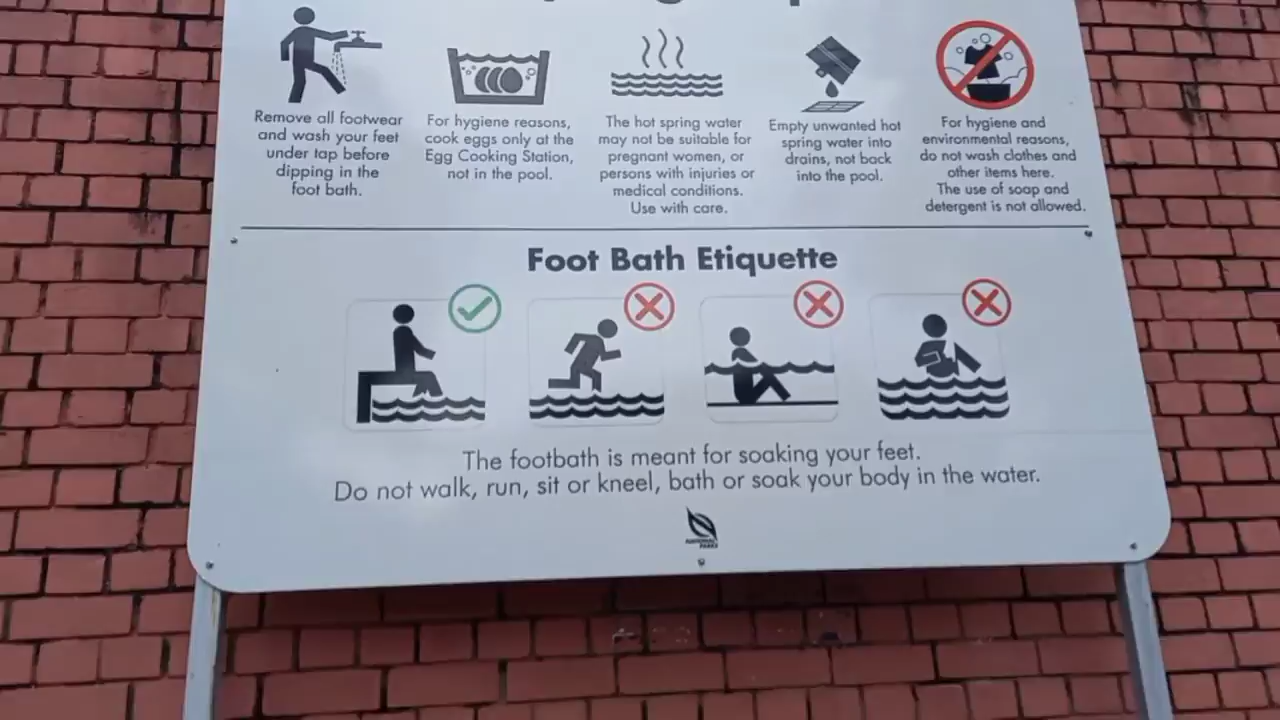 Remove all footwear
and wash your feet
under tap before
dipping in the
foot bath.
For hygiene reasons,
cook eggs only at the
Egg Cooking Station,
not in the pool.
The hot spring water
may not be suitable for
pregnant women, or
persons with injuries or
medical conditions.
Use with care.
Empty unwanted hot
spring water into
drains, not back
into the pool.
For hygiene and
environmental reasons,
do not wash clothes and
other items here.
The use of soap and
detergent is not allowed.
Foot Bath Etiquette
The footbath is meant for soaking your feet.
Do not walk, run, sit or kneel, bath or soak your body in the water.
NATIONAL
PARKS